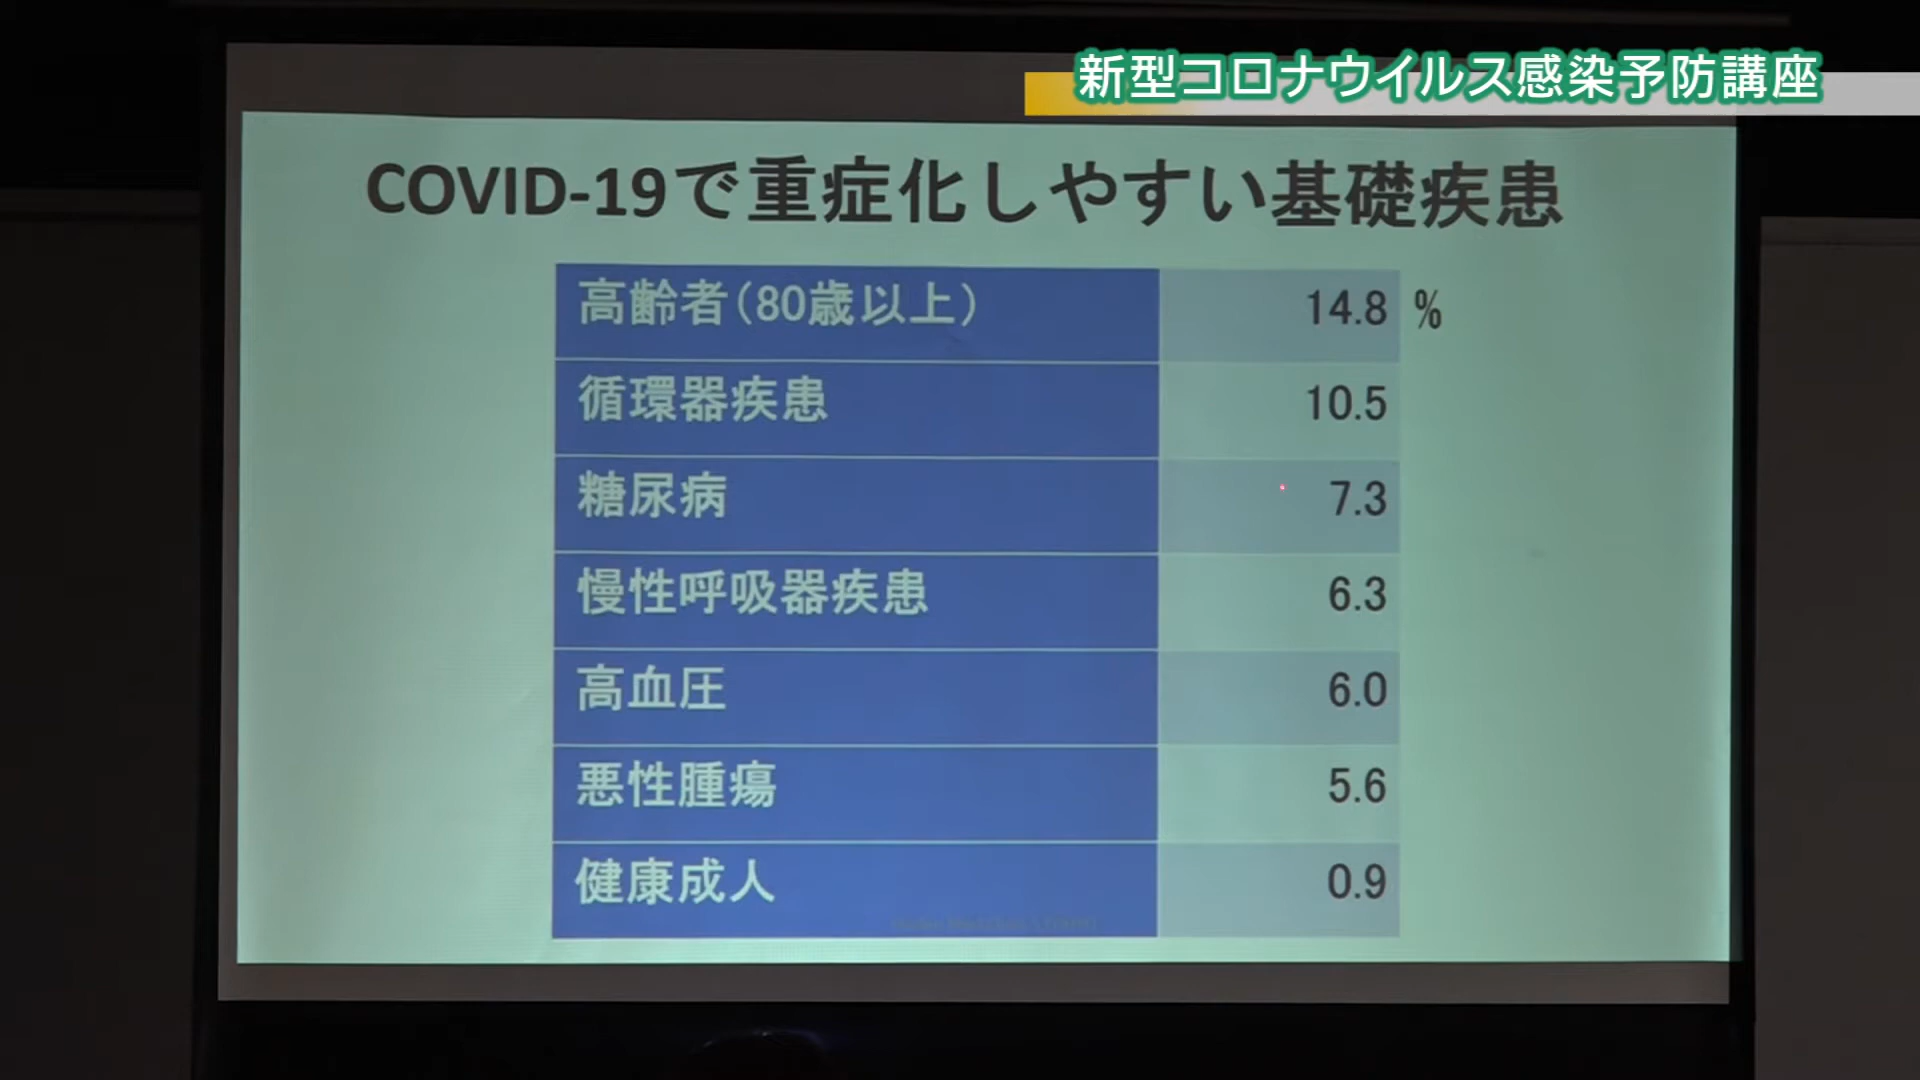 新型コロナウイルス感染予防講座
COVID-19で重症化しやすい基礎疾患
高齢者（80歳以上） 14.8 %
循環器疾患 10.5
糖尿病 7.3
慢性呼吸器疾患 6.3
高血圧 6.0
悪性腫瘍 5.6
健康成人 0.9